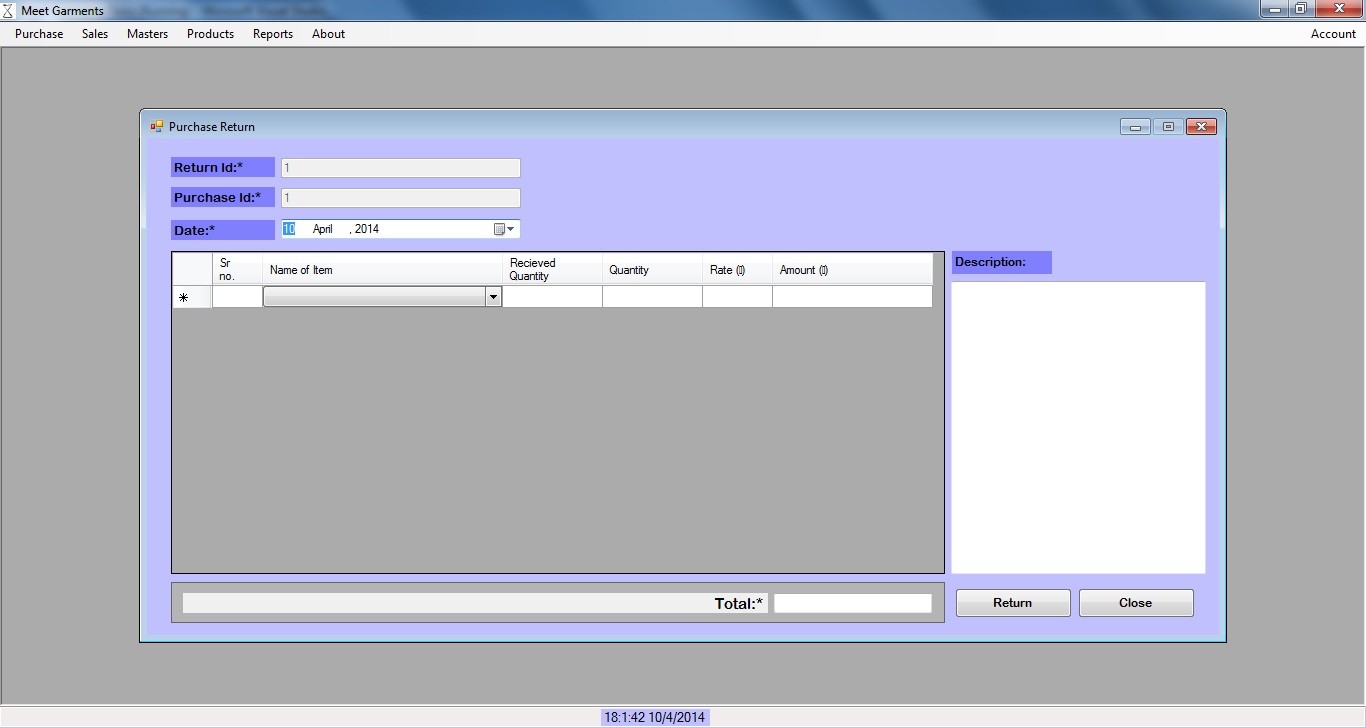 Meet Garments
Purchase Sales Masters Products Reports About Account
Purchase Return
Return Id:* 1
Purchase Id:* 1
Date:* 10 April , 2014
Sr no. Name of Item Recieved Quantity Quantity Rate (▯) Amount (▯)
Description:
*
Total:*
Return Close
18:1:42 10/4/2014